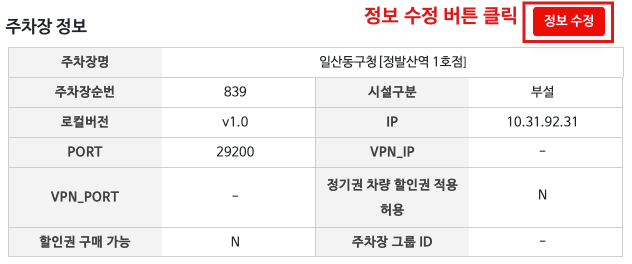 정보 수정 버튼 클릭
정보 수정
주차장 정보
주차장명 일산동구청[정발산역 1호점]
주차장순번 839 시설구분 부설
로컬버전 v1.0 IP 10.31.92.31
PORT 29200 VPN_IP –
VPN_PORT – 정기권 차량 할인권 적용
허용 N
할인권 구매 가능 N 주차장 그룹 ID –